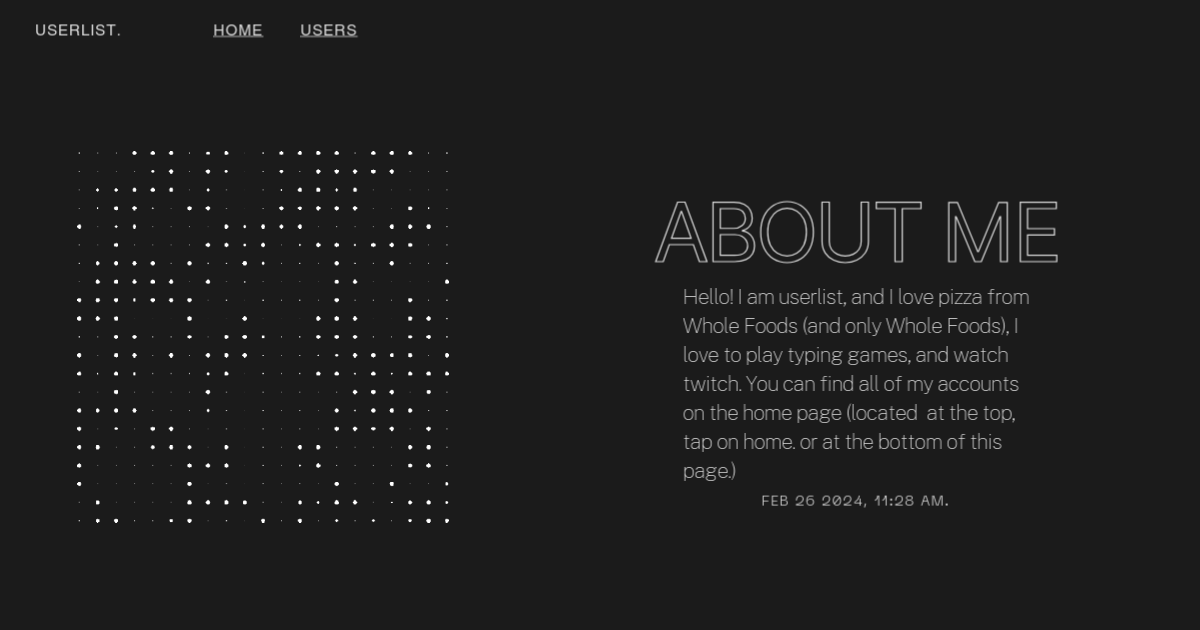 USERLIST.
HOME
USERS
ABOUT ME
Hello! I am userlist, and I love pizza from
Whole Foods (and only Whole Foods), I
love to play typing games, and watch
twitch. You can find all of my accounts
on the home page (located  at the top,
tap on home. or at the bottom of this
page.)
FEB 26 2024, 11:28 AM.